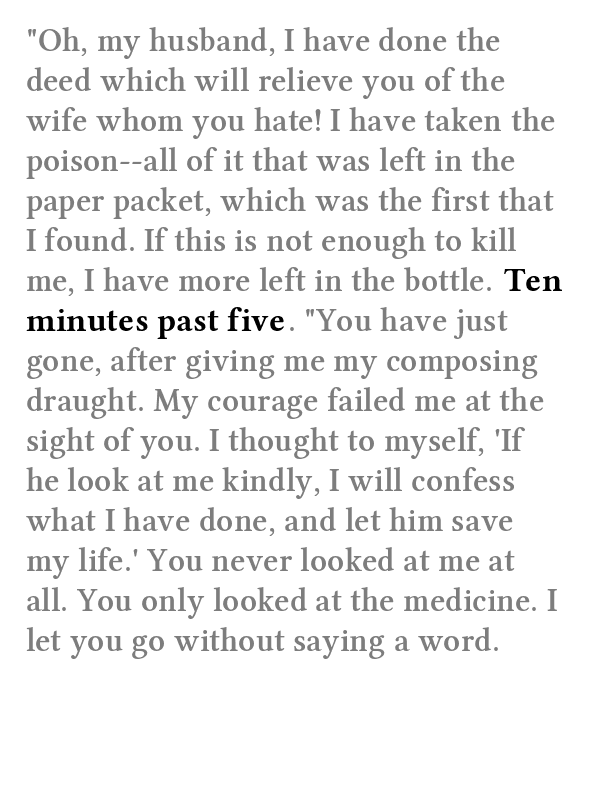 "Oh, my husband, I have done the
deed which will relieve you of the
wife whom you hate! I have taken the
poison--all of it that was left in the
paper packet, which was the first that
I found. If this is not enough to kill
me, I have more left in the bottle. Ten
minutes past five. "You have just
gone, after giving me my composing
draught. My courage failed me at the
sight of you. I thought to myself, 'If
he look at me kindly, I will confess
what I have done, and let him save
my life.' You never looked at me at
all. You only looked at the medicine. I
let you go without saying a word.